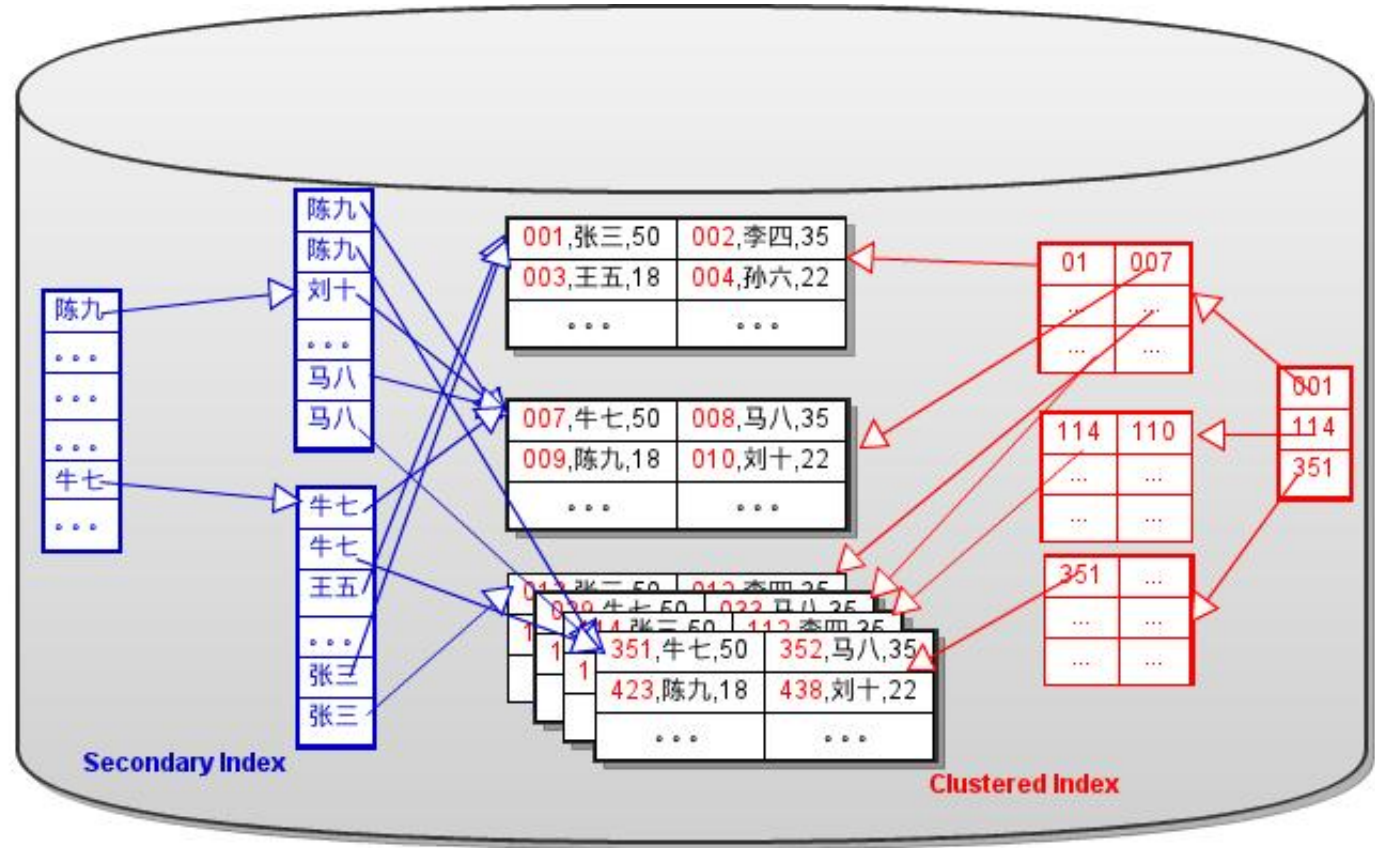 陈九
。。。
。。。
。。。
牛七
。。。
陈九
陈九
刘十
。。。
马八
马八
牛七
牛七
王五
。。。
张三
张三
Secondary Index
001,张三,50 002,李四,35
003,王五,18 004,孙六,22
。。。 。。。
007,牛七,50 008,马八,35
009,陈九,18 010,刘十,22
。。。 。。。
351,牛七,50 352,马八,35
423,陈九,18 438,刘十,22
。。。 。。。
01 007
... ...
... ...
114 110
... ...
... ...
351 ...
... ...
... ...
001
114
351
Clustered Index